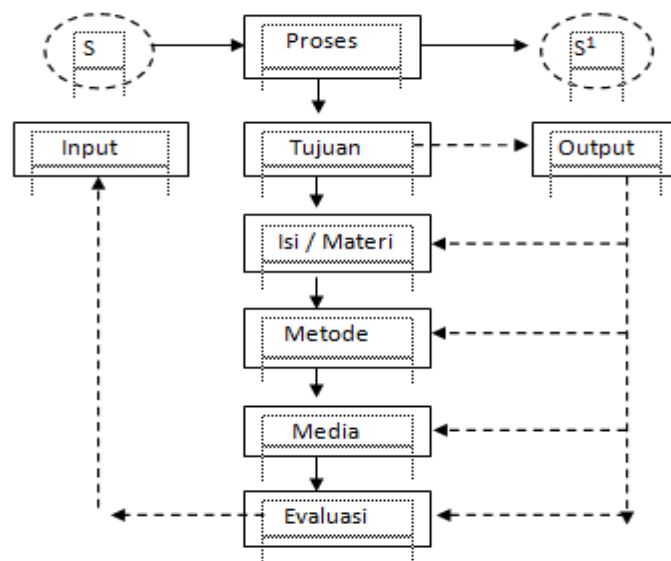 S
Proses
S¹
Input
Tujuan
Output
Isi / Materi
Metode
Media
Evaluasi